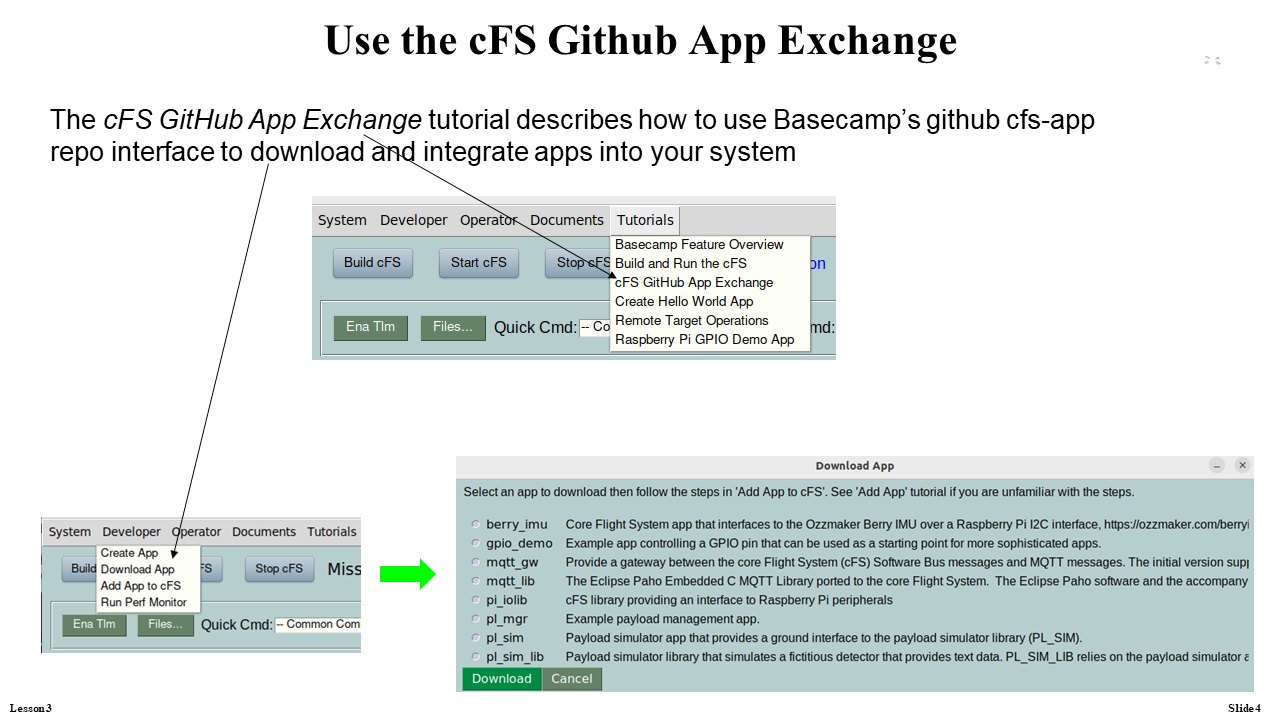 Use the cFS Github App Exchange
The cFS GitHub App Exchange tutorial describes how to use Basecamp’s github cfs-app
repo interface to download and integrate apps into your system
System Developer Operator Documents Tutorials
Basecamp Feature Overview
Build cFS Start cFS Stop cFS Build and Run the cFS on
cFS GitHub App Exchange
Create Hello World App
Ena Tlm Files... Quick Cmd: -- Co Remote Target Operations md:
Raspberry Pi GPIO Demo App
Download App
Select an app to download then follow the steps in 'Add App to cFS'. See 'Add App' tutorial if you are unfamiliar with the steps.
berry_imu Core Flight System app that interfaces to the Ozzmaker Berry IMU over a Raspberry Pi I2C interface, https://ozzmaker.com/berryi
gpio_demo Example app controlling a GPIO pin that can be used as a starting point for more sophisticated apps.
mqtt_gw Provide a gateway between the core Flight System (cFS) Software Bus messages and MQTT messages. The initial version supp
mqtt_lib The Eclipse Paho Embedded C MQTT Library ported to the core Flight System. The Eclipse Paho software and the accompany
pi_iolib cFS library providing an interface to Raspberry Pi peripherals
pl_mgr Example payload management app.
pl_sim Payload simulator app that provides a ground interface to the payload simulator library (PL_SIM).
pl_sim_lib Payload simulator library that simulates a fictitious detector that provides text data. PL_SIM_LIB relies on the payload simulator a
Download Cancel
System Developer Operator Documents Tutorials
Create App
Build Download App FS Stop cFS Miss
Add App to cFS
Run Perf Monitor
Ena Tlm Files... Quick Cmd: -- Common Com
Lesson 3
Slide 4